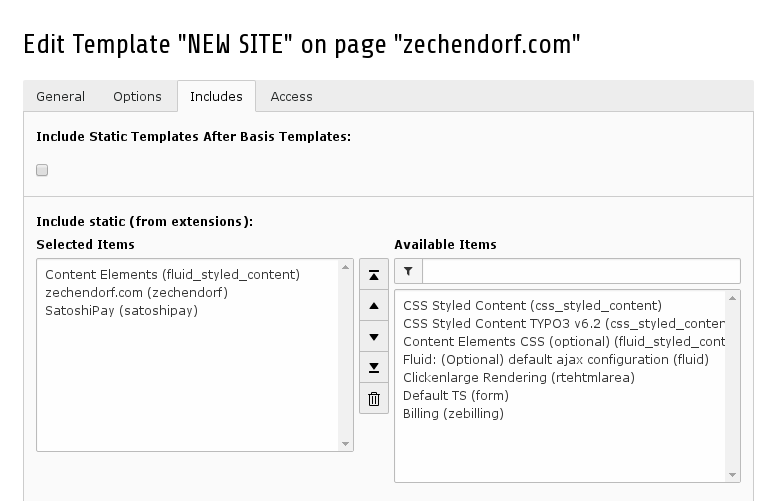 Edit Template "NEW SITE" on page "zechendorf.com"
General Options Includes Access
Include Static Templates After Basis Templates:
Include static (from extensions):
Selected Items
Content Elements (fluid_styled_content)
zechendorf.com (zechendorf)
SatoshiPay (satoshipay)
Available Items
CSS Styled Content (css_styled_content)
CSS Styled Content TYPO3 v6.2 (css_styled_conten
Content Elements CSS (optional) (fluid_styled_cont
Fluid: (Optional) default ajax configuration (fluid)
Clickenlarge Rendering (rtehtmlarea)
Default TS (form)
Billing (zebilling)